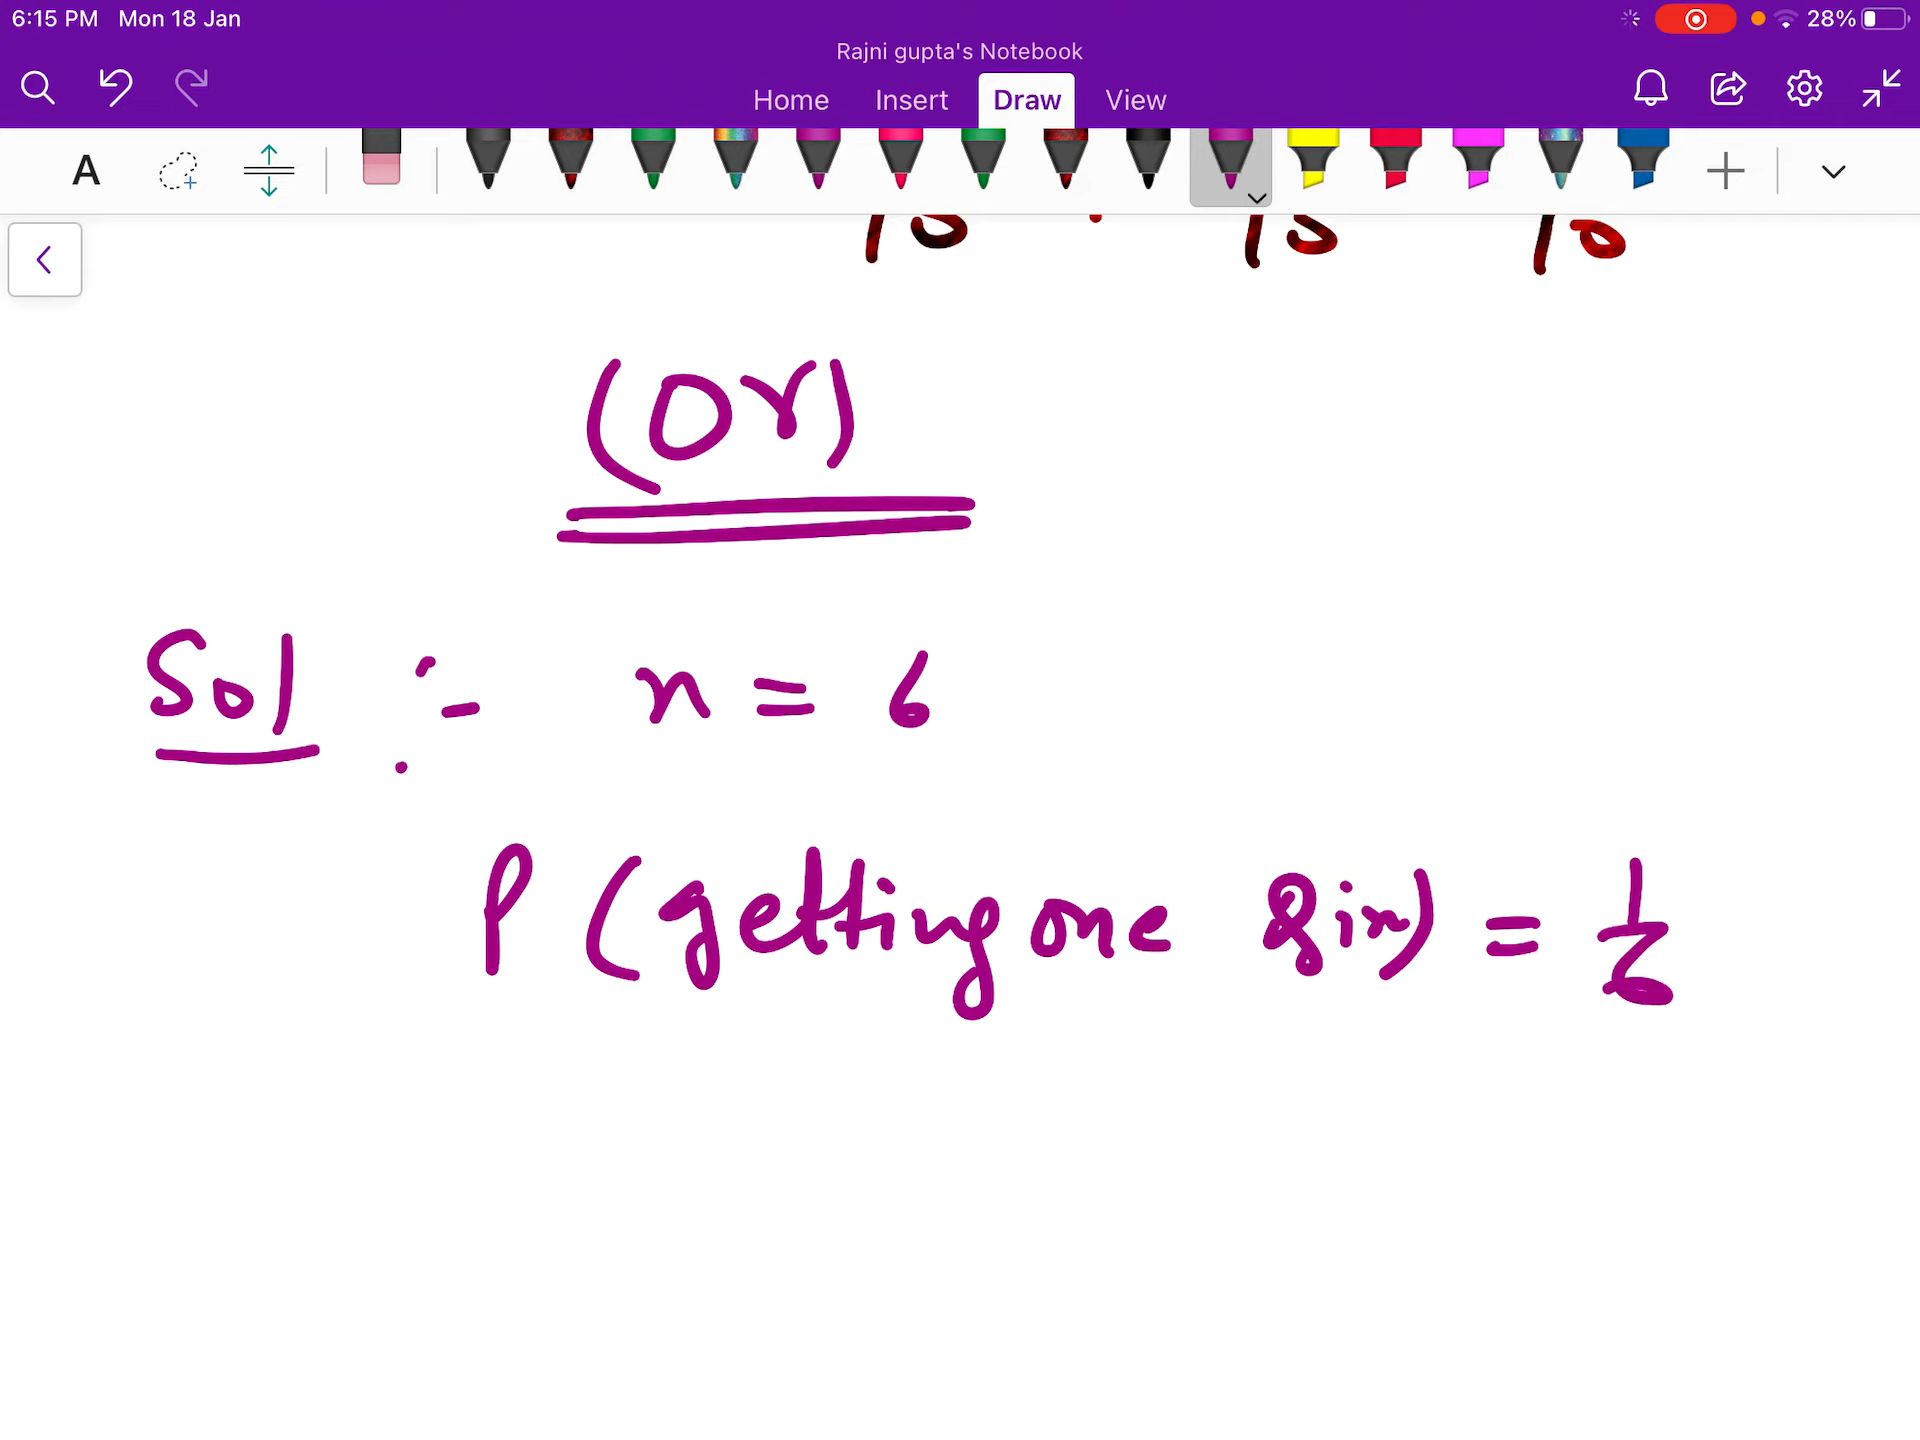 6:15 PM Mon 18 Jan 28%
Rajni gupta's Notebook
Home Insert Draw View
A
(Or)
Sol :- n = 6
P (getting one Six) = 1/6